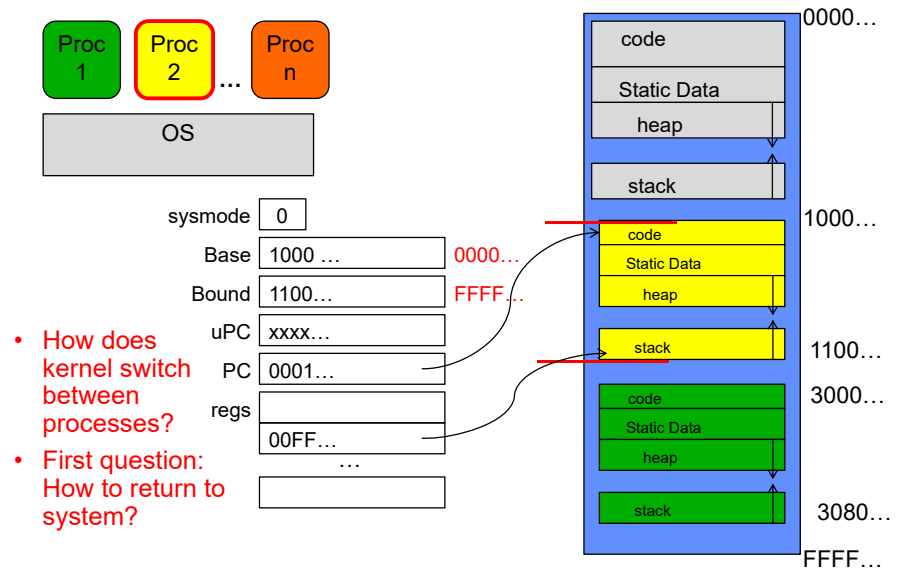 Proc
1
Proc
2
...
Proc
n
OS
sysmode
0
Base
1000 ...
0000...
Bound
1100...
FFFF...
uPC
xxxx...
PC
0001...
regs
00FF...
...
• How does
kernel switch
between
processes?
• First question:
How to return to
system?
code
Static Data
heap
stack
code
Static Data
heap
stack
code
Static Data
heap
stack
0000...
1000...
1100...
3000...
3080...
FFFF...